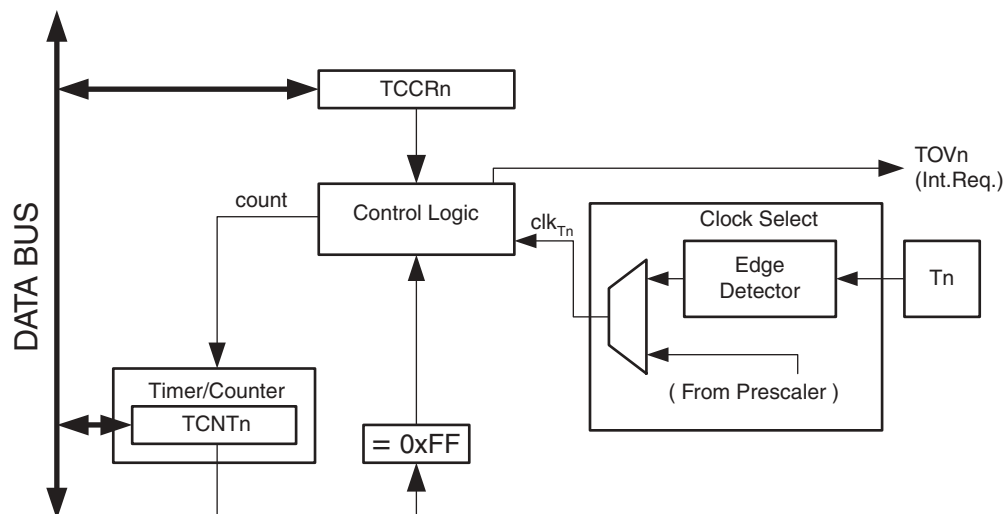 TCCRn
TOVn
(Int.Req.)
count
Control Logic
clkTn
Clock Select
Edge
Detector
Tn
DATA BUS
Timer/Counter
( From Prescaler )
TCNTn
= 0xFF